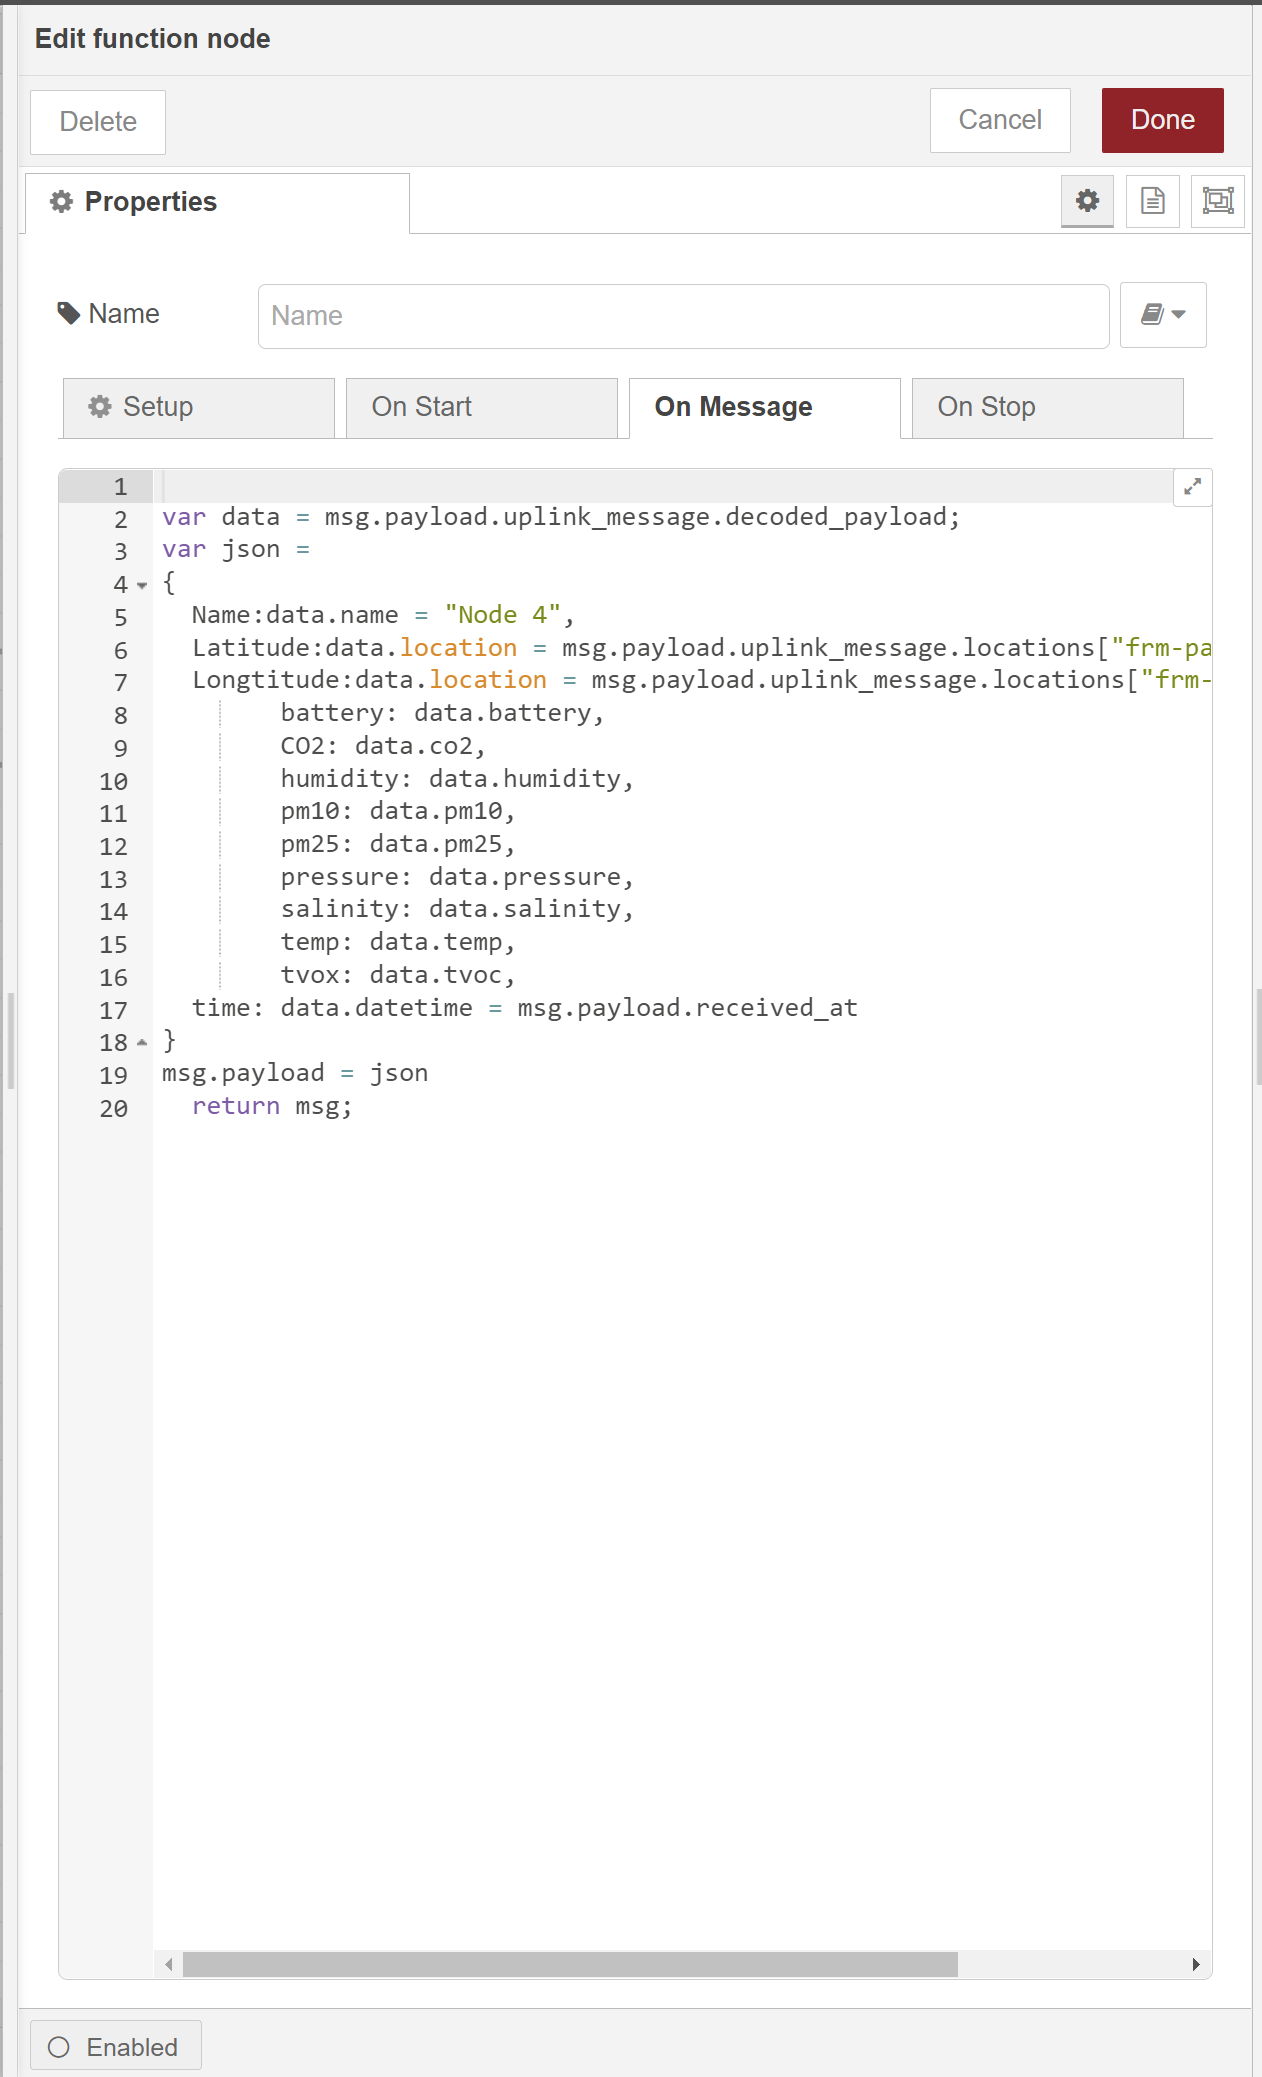 Edit function node
Delete
Cancel
Done
Properties
Name
Name
Setup
On Start
On Message
On Stop
1
2 var data = msg.payload.uplink_message.decoded_payload;
3 var json =
4 {
5 Name:data.name = "Node 4",
6 Latitude:data.location = msg.payload.uplink_message.locations["frm-pa
7 Longtitude:data.location = msg.payload.uplink_message.locations["frm-
8 battery: data.battery,
9 CO2: data.co2,
10 humidity: data.humidity,
11 pm10: data.pm10,
12 pm25: data.pm25,
13 pressure: data.pressure,
14 salinity: data.salinity,
15 temp: data.temp,
16 tvox: data.tvoc,
17 time: data.datetime = msg.payload.received_at
18 }
19 msg.payload = json
20 return msg;
Enabled